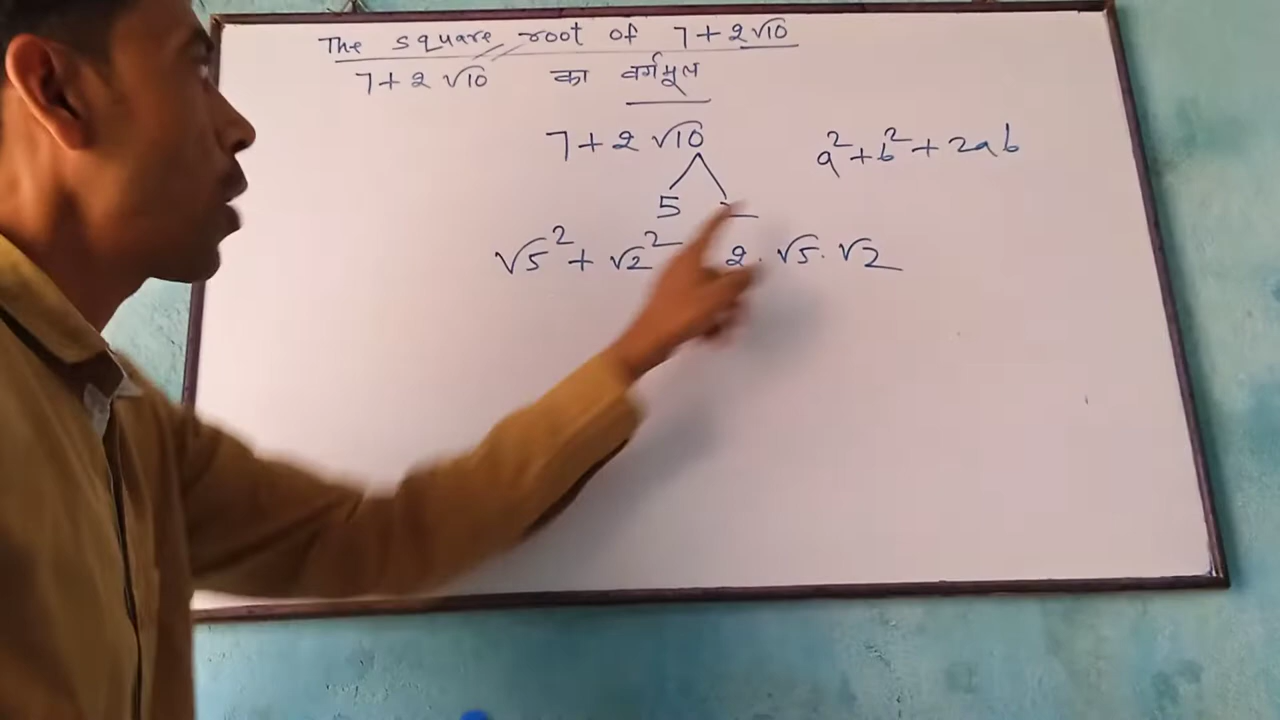 The square root of 7+2√10
7+2√10 का वर्गमूल
7+2√10 a²+b²+2ab
5
√5²+√2² 2.√5.√2